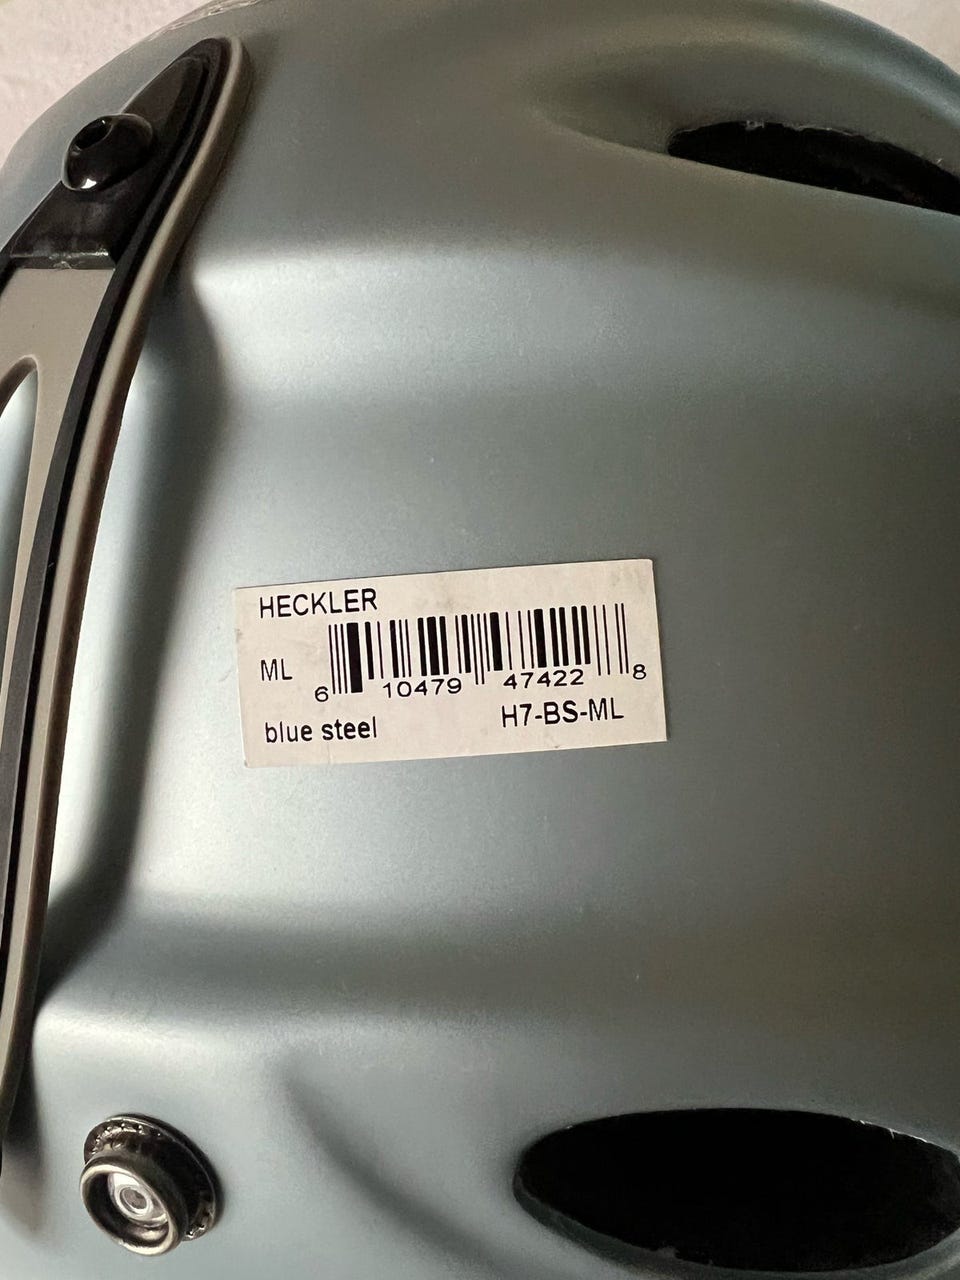 HECKLER
ML
6 10479 47422 8
blue steel H7-BS-ML